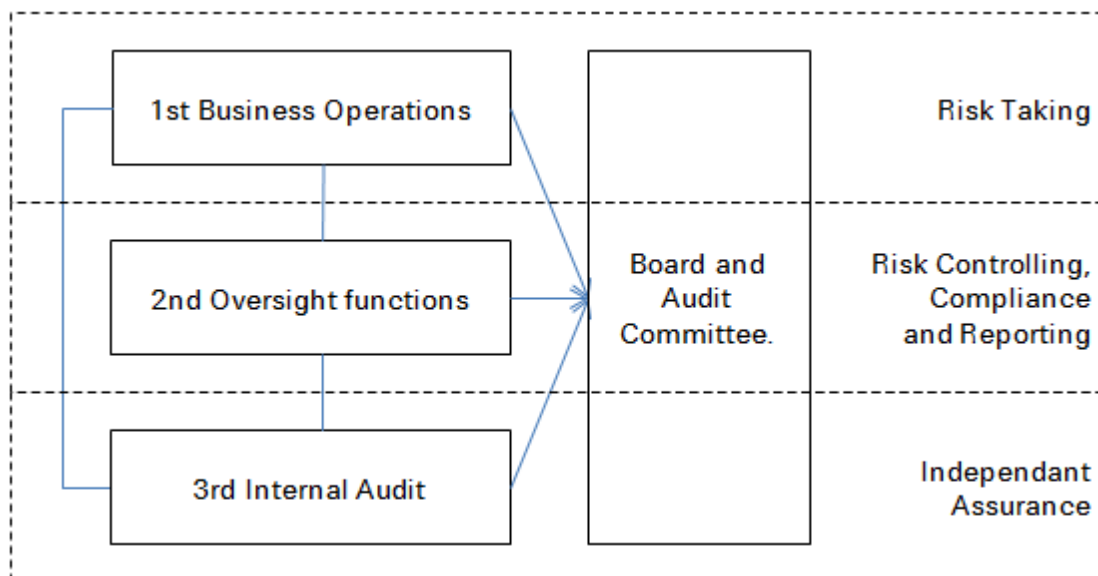 1st Business Operations
Risk Taking
2nd Oversight functions
Board and
Audit
Committee.
Risk Controlling,
Compliance
and Reporting
3rd Internal Audit
Independant
Assurance